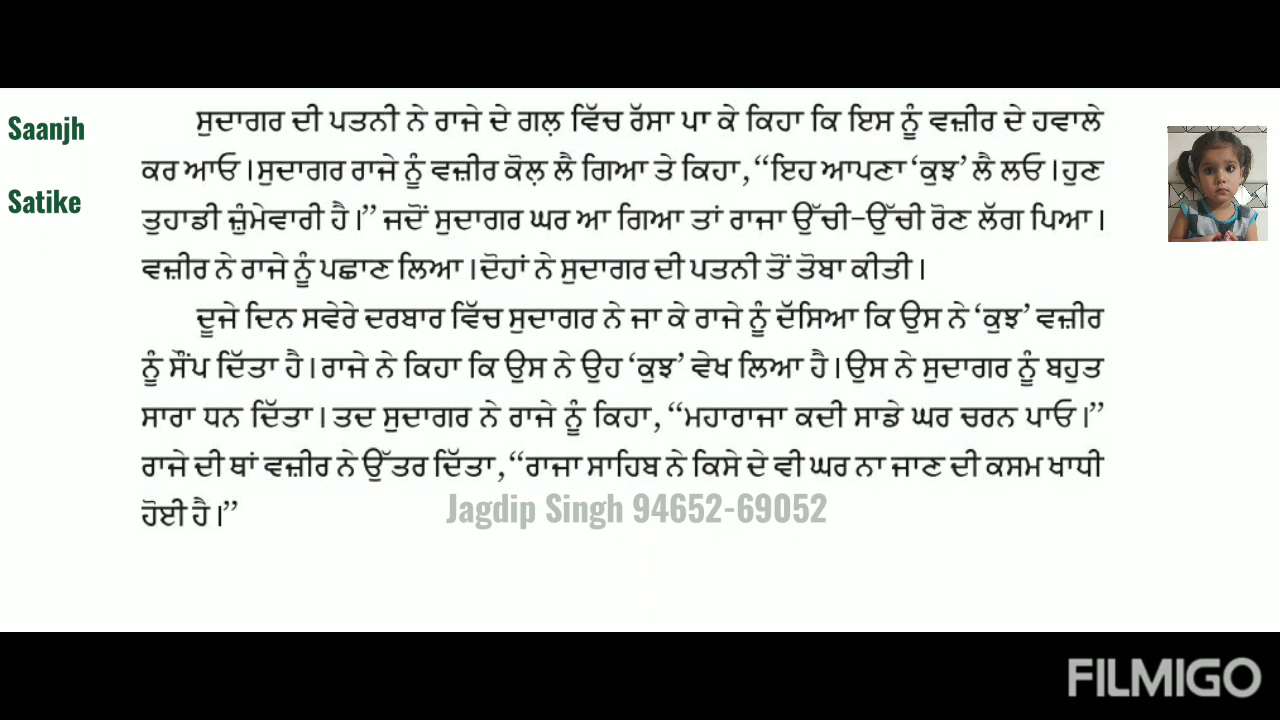 Saanjh
Satike
ਸੁਦਾਗਰ ਦੀ ਪਤਨੀ ਨੇ ਰਾਜੇ ਦੇ ਗਲ਼ ਵਿੱਚ ਰੱਸਾ ਪਾ ਕੇ ਕਿਹਾ ਕਿ ਇਸ ਨੂੰ ਵਜ਼ੀਰ ਦੇ ਹਵਾਲੇ
ਕਰ ਆਓ।ਸੁਦਾਗਰ ਰਾਜੇ ਨੂੰ ਵਜ਼ੀਰ ਕੋਲ਼ ਲੈ ਗਿਆ ਤੇ ਕਿਹਾ, “ਇਹ ਆਪਣਾ ‘ਕੁਝ’ ਲੈ ਲਓ।ਹੁਣ
ਤੁਹਾਡੀ ਜ਼ੁੰਮੇਵਾਰੀ ਹੈ।” ਜਦੋਂ ਸੁਦਾਗਰ ਘਰ ਆ ਗਿਆ ਤਾਂ ਰਾਜਾ ਉੱਚੀ-ਉੱਚੀ ਰੋਣ ਲੱਗ ਪਿਆ।
ਵਜ਼ੀਰ ਨੇ ਰਾਜੇ ਨੂੰ ਪਛਾਣ ਲਿਆ।ਦੋਹਾਂ ਨੇ ਸੁਦਾਗਰ ਦੀ ਪਤਨੀ ਤੋਂ ਤੋਬਾ ਕੀਤੀ।
ਦੂਜੇ ਦਿਨ ਸਵੇਰੇ ਦਰਬਾਰ ਵਿੱਚ ਸੁਦਾਗਰ ਨੇ ਜਾ ਕੇ ਰਾਜੇ ਨੂੰ ਦੱਸਿਆ ਕਿ ਉਸ ਨੇ ‘ਕੁਝ’ ਵਜ਼ੀਰ
ਨੂੰ ਸੌਂਪ ਦਿੱਤਾ ਹੈ।ਰਾਜੇ ਨੇ ਕਿਹਾ ਕਿ ਉਸ ਨੇ ਉਹ ‘ਕੁਝ’ ਵੇਖ ਲਿਆ ਹੈ।ਉਸ ਨੇ ਸੁਦਾਗਰ ਨੂੰ ਬਹੁਤ
ਸਾਰਾ ਧਨ ਦਿੱਤਾ। ਤਦ ਸੁਦਾਗਰ ਨੇ ਰਾਜੇ ਨੂੰ ਕਿਹਾ, “ਮਹਾਰਾਜਾ ਕਦੀ ਸਾਡੇ ਘਰ ਚਰਨ ਪਾਓ।”
ਰਾਜੇ ਦੀ ਥਾਂ ਵਜ਼ੀਰ ਨੇ ਉੱਤਰ ਦਿੱਤਾ, “ਰਾਜਾ ਸਾਹਿਬ ਨੇ ਕਿਸੇ ਦੇ ਵੀ ਘਰ ਨਾ ਜਾਣ ਦੀ ਕਸਮ ਖਾਧੀ
ਹੋਈ ਹੈ।”
Jagdip Singh 94652-69052
FILMIGO